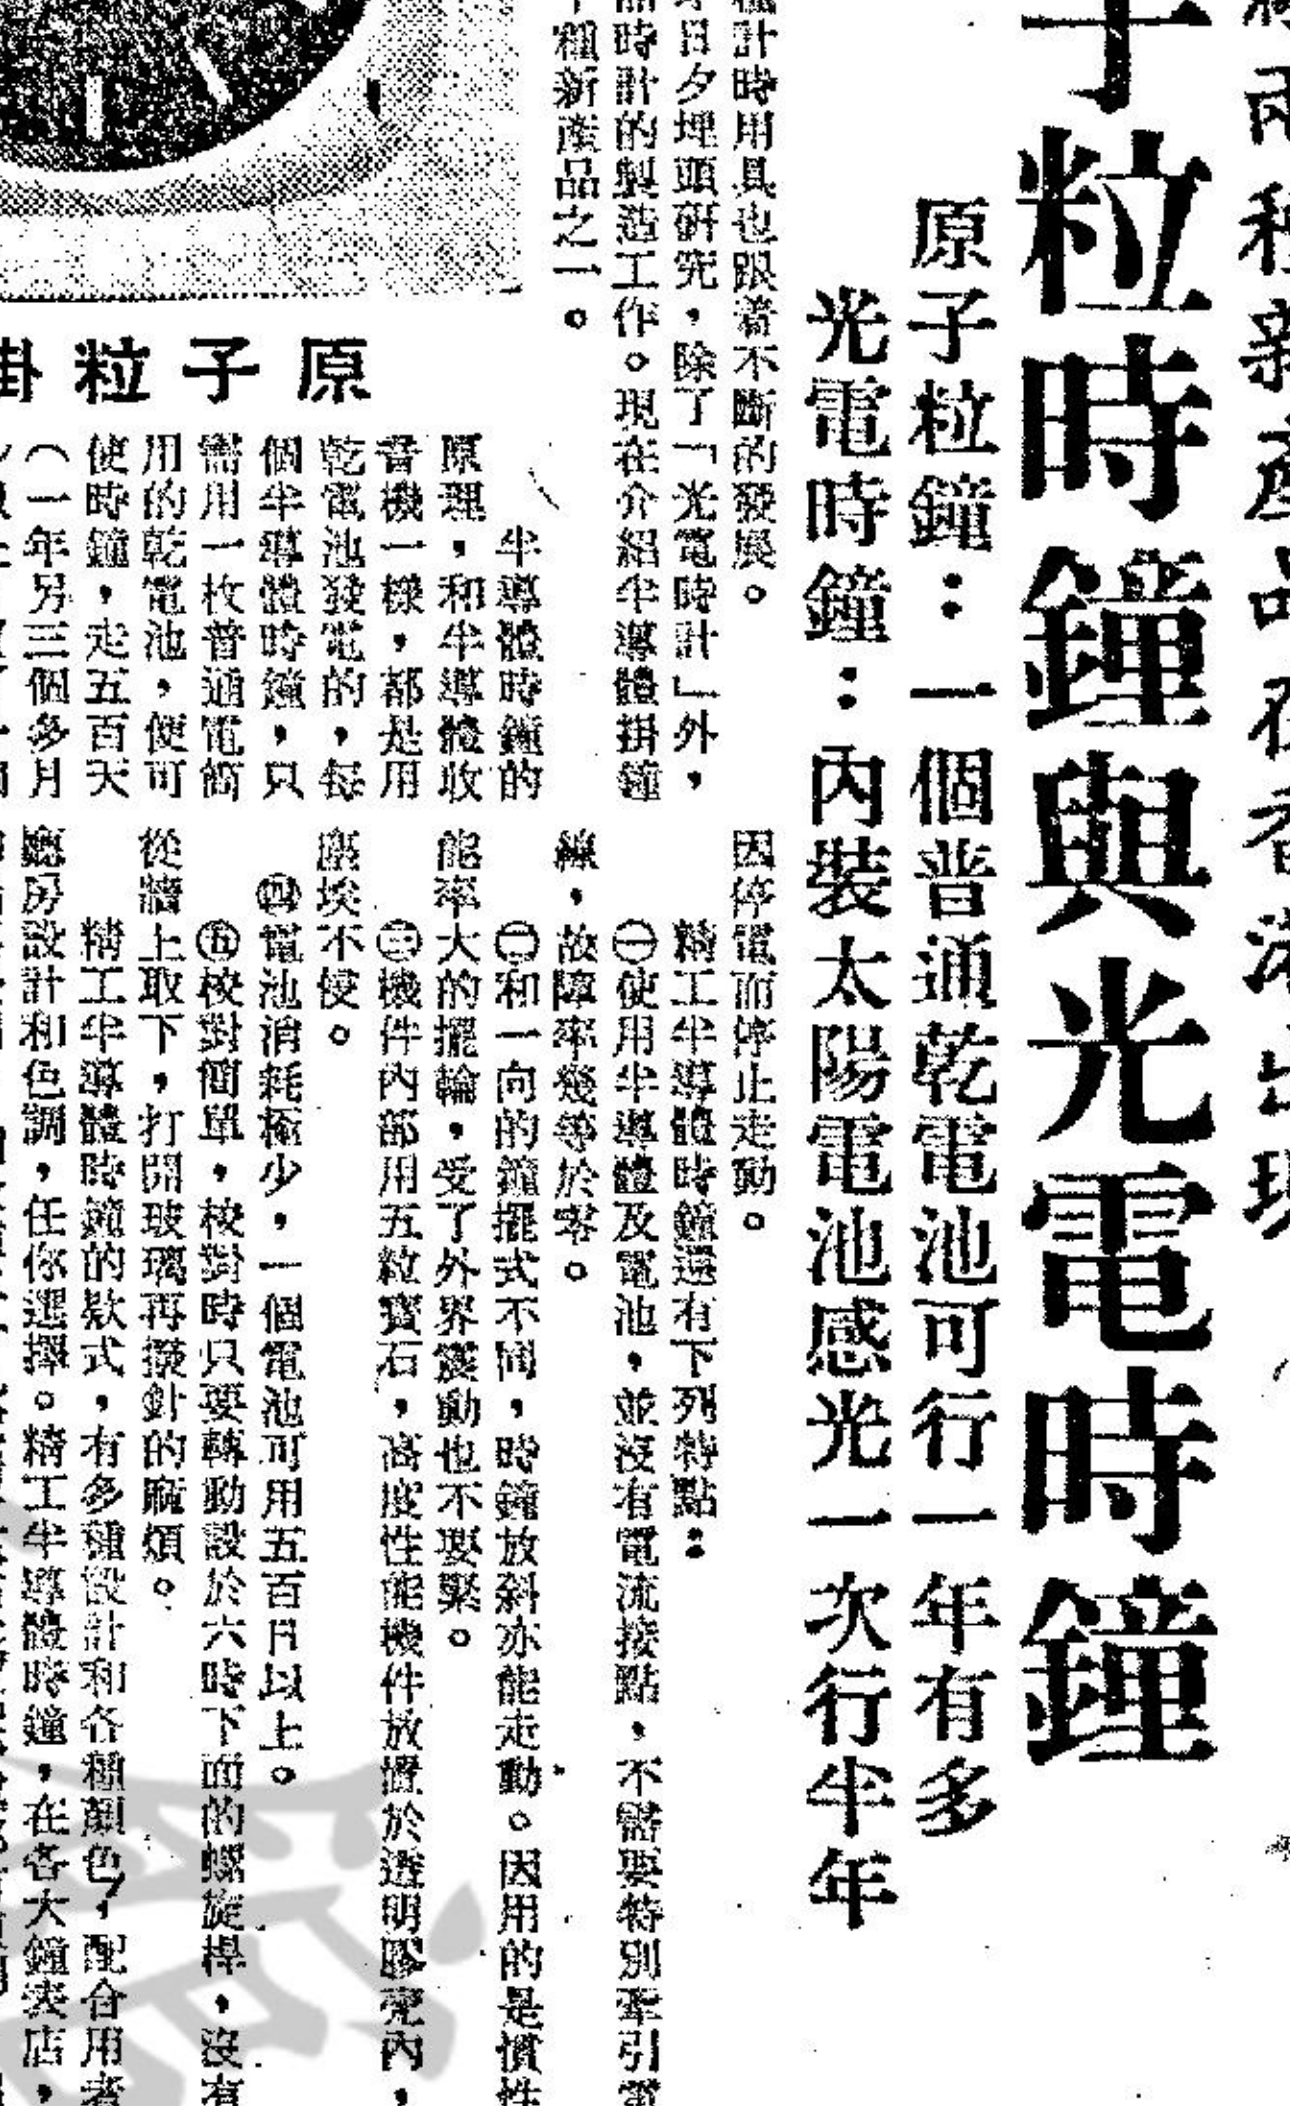 兩種新產品在香港出現
子粒時鐘與光電時鐘
原子粒鐘：一個普通乾電池可行一年有多
光電時鐘：內裝太陽電池感光一次行半年
計時用具也跟着不斷的發展。
日夕埋頭研究，除了「光電時計」外，
時計的製造工作。現在介紹半導體掛鐘
種新產品之一。
原子粒掛
半導體時鐘的
原理，和半導體收
音機一樣，都是用
乾電池發電的，每
個半導體時鐘，只
需用一枚普通電筒
用的乾電池，便可
使時鐘，走五百天
（一年另三個多月
因停電而停止走動。
精工半導體時鐘還有下列特點：
㊀使用半導體及電池，並沒有電流接點，不需要特別牽引電
線，故障率幾等於零。
㊁和一向的鐘擺式不同，時鐘放斜亦能走動。因用的是慣性
能率大的擺輪，受了外界震動也不要緊。
㊂機件內部用五粒寶石，高度性能機件放置於透明膠壳內，
塵埃不侵。
㊃電池消耗極少，一個電池可用五百日以上。
㊄校對簡單，校對時只要轉動設於六時下面的螺旋桿，沒有
從牆上取下，打開玻璃再撥針的麻煩。
精工半導體時鐘的欵式，有多種設計和各種顏色，配合用者
廳房設計和色調，任你選擇。精工半導體時鐘，在各大鐘表店，